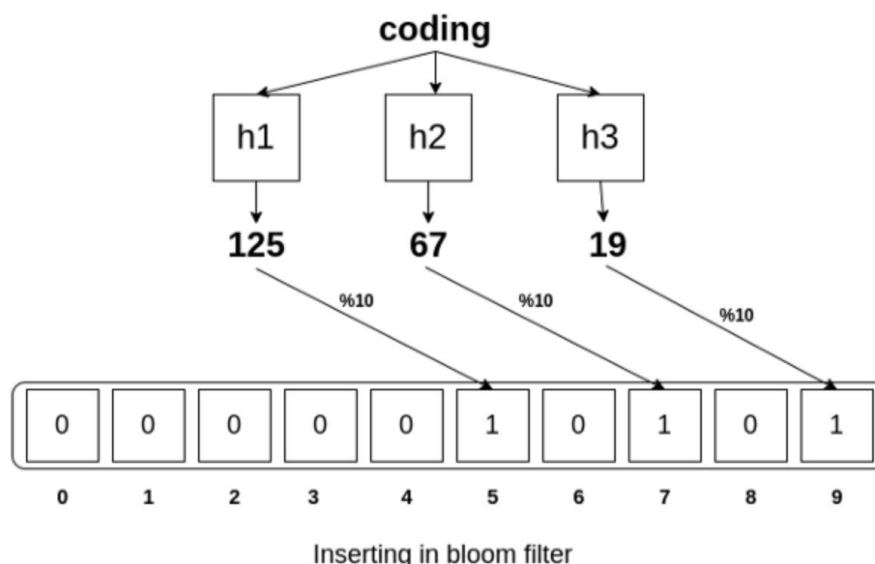 coding
h1 h2 h3
125 67 19
%10 %10 %10
0 0 0 0 0 1 0 1 0 1
0 1 2 3 4 5 6 7 8 9
Inserting in bloom filter